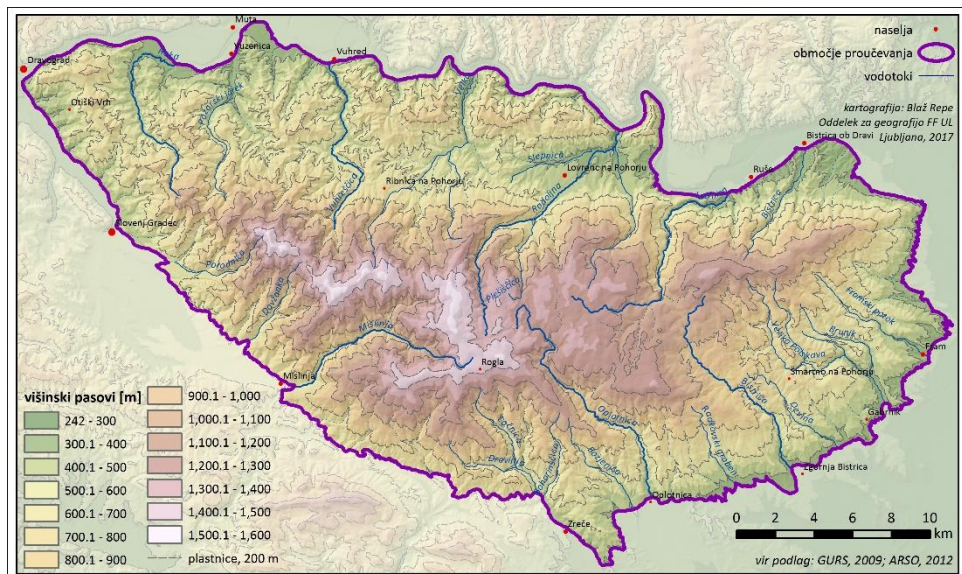 Muta
Vuzenica
Vuhred
Dravograd
Otiški Vrh
naselja
območje proučevanja
vodotoki
kartografija: Blaž Repe
Oddelek za geografijo FF UL
Ljubljana, 2017
Bistrica ob Dravi
Ruše
Slepnica
Lovrenc na Pohorju
Radoljna
Ribnica na Pohorju
Bistrica
Slovenj Gradec
Plešiščica
Mislinja
Rogla
Mislinja
Framski potok
Fram
Šmartno na Pohorju
Bistrica
Oplotnica
Dravinja
Zgornja Bistrica
Oplotnica
Zreče
višinski pasovi [m]
242 - 300
300.1 - 400
400.1 - 500
500.1 - 600
600.1 - 700
700.1 - 800
800.1 - 900
900.1 - 1,000
1,000.1 - 1,100
1,100.1 - 1,200
1,200.1 - 1,300
1,300.1 - 1,400
1,400.1 - 1,500
1,500.1 - 1,600
plastnice, 200 m
0 2 4 6 8 10
km
vir podlag: GURS, 2009; ARSO, 2012